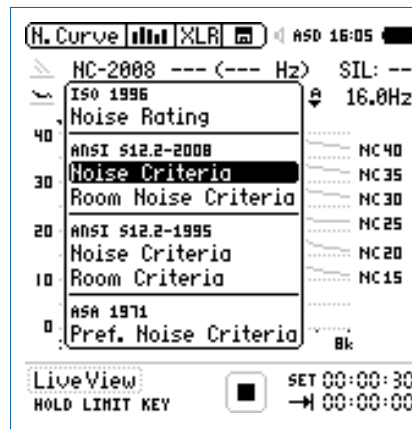 N. Curve XLR ASD 16:05
NC-2008 --- (--- Hz) SIL: --
ISO 1996 16.0Hz
Noise Rating
40
ANSI S12.2-2008 NC40
Noise Criteria NC35
30
Room Noise Criteria NC30
NC25
20 ANSI S12.2-1995
Noise Criteria NC20
10 Room Criteria NC15
ASA 1971
0 Pref. Noise Criteria
8k
LiveView SET 00:00:30
HOLD LIMIT KEY 00:00:00